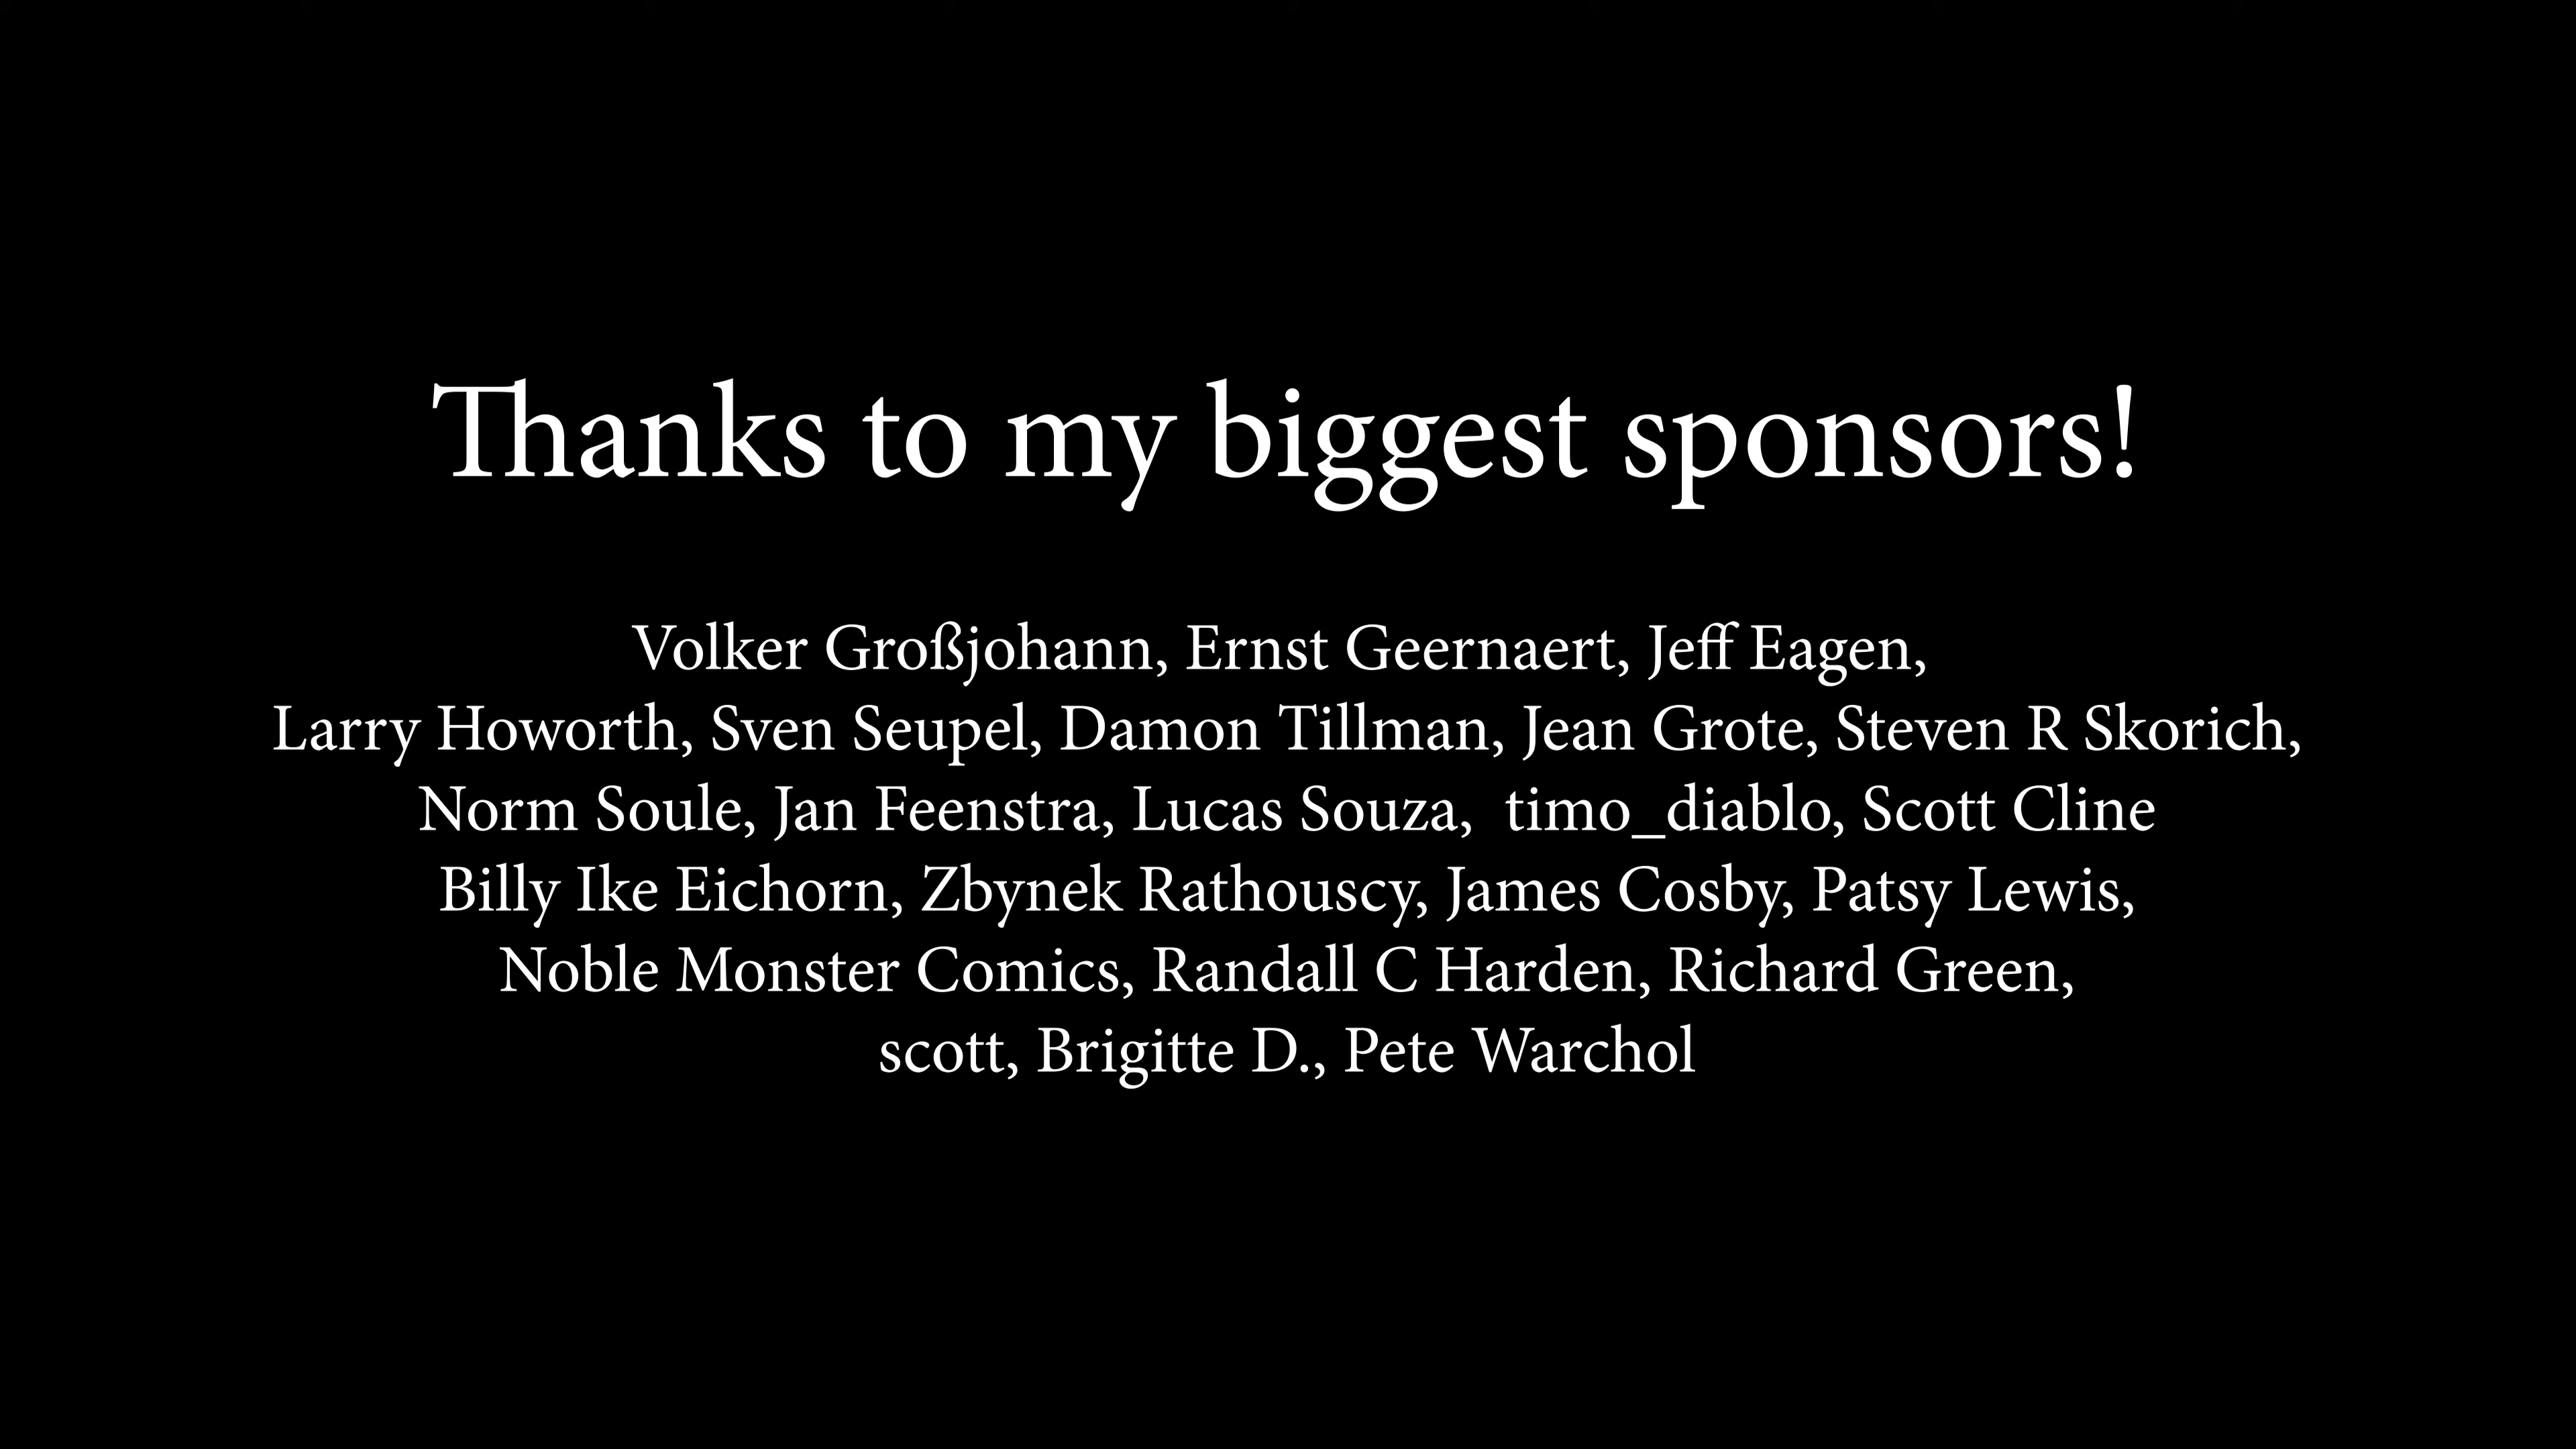 Thanks to my biggest sponsors!
Volker Großjohann, Ernst Geernaert, Jeff Eagen,
Larry Howorth, Sven Seupel, Damon Tillman, Jean Grote, Steven R Skorich,
Norm Soule, Jan Feenstra, Lucas Souza,  timo_diablo, Scott Cline
Billy Ike Eichorn, Zbynek Rathouscy, James Cosby, Patsy Lewis,
Noble Monster Comics, Randall C Harden, Richard Green,
scott, Brigitte D., Pete Warchol